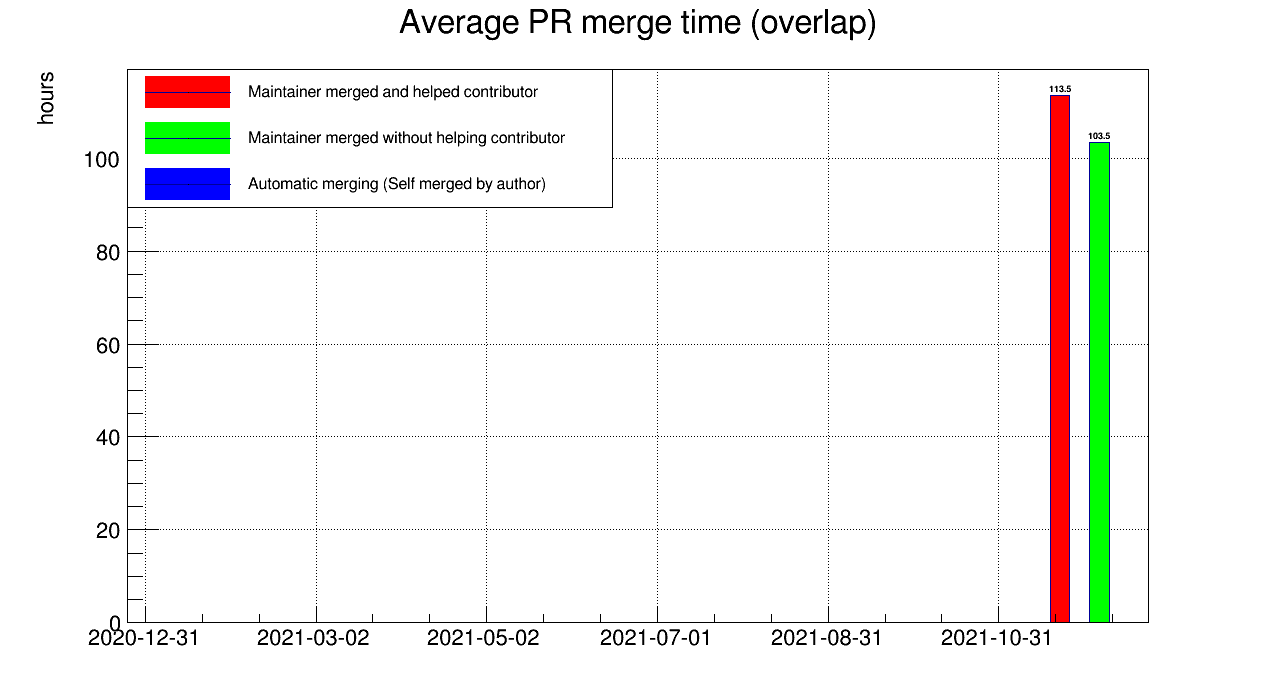 Average PR merge time (overlap)
hours
Maintainer merged and helped contributor
Maintainer merged without helping contributor
Automatic merging (Self merged by author)
113.5
103.5
100
80
60
40
20
0
2020-12-31 2021-03-02 2021-05-02 2021-07-01 2021-08-31 2021-10-31